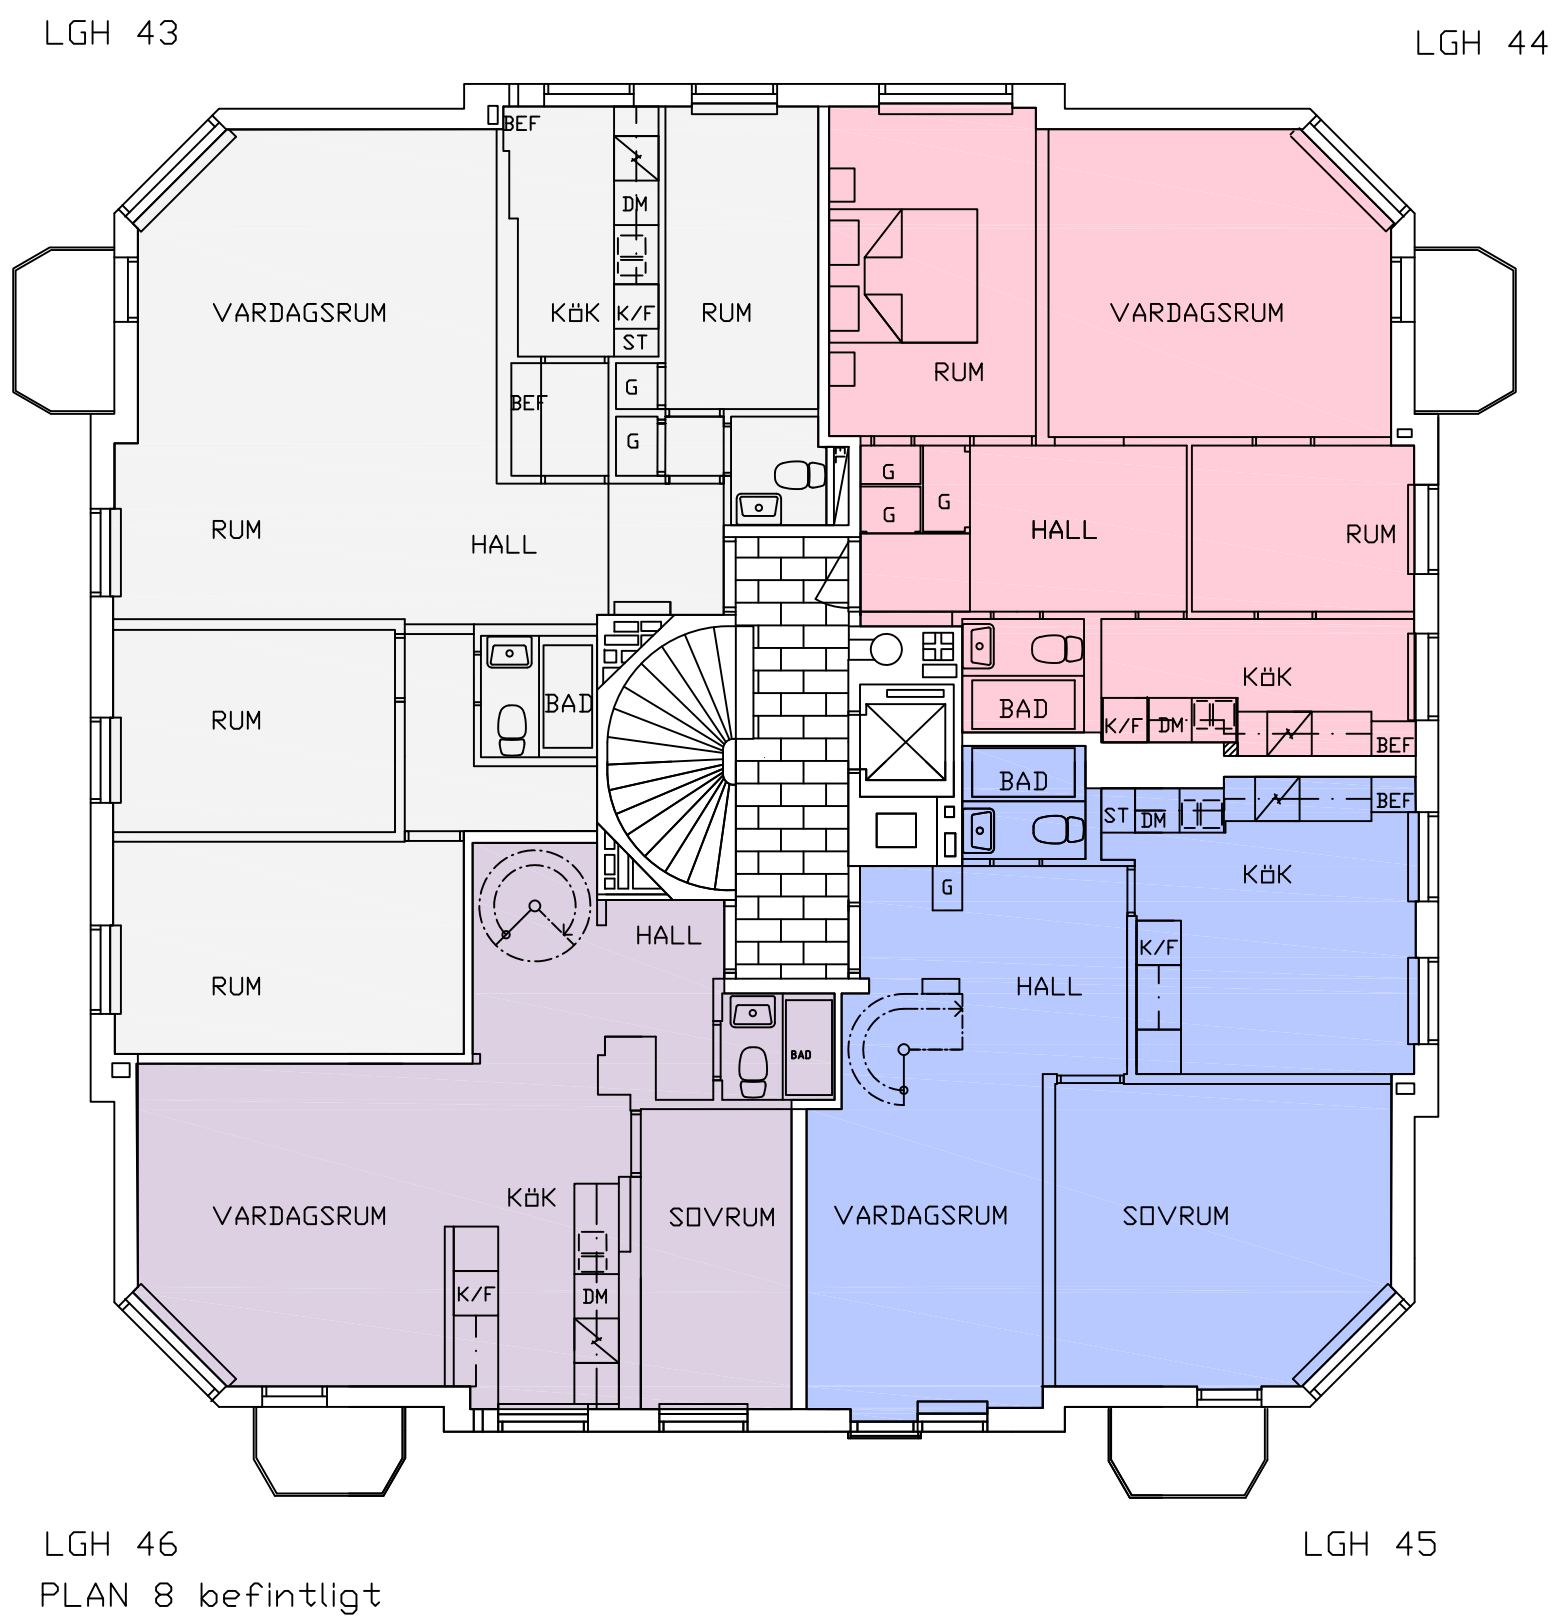 LGH 43
LGH 44
BEF
DM
VARDAGSRUM
KöK
K/F
RUM
VARDAGSRUM
ST
RUM
G
BEF
G
G
G
G
RUM
HALL
HALL
RUM
KöK
BAD
BAD
RUM
K/F
DM
BEF
BAD
ST
DM
BEF
KöK
G
HALL
K/F
RUM
HALL
BAD
VARDAGSRUM
KöK
SOVRUM
VARDAGSRUM
SOVRUM
K/F
DM
LGH 46
LGH 45
PLAN 8 befintligt